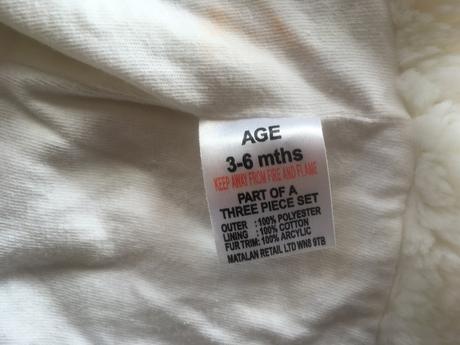 AGE
3-6 mths
KEEP AWAY FROM FIRE AND FLAME
PART OF A
THREE PIECE SET
OUTER : 100% POLYESTER
LINING : 100% COTTON
FUR TRIM: 100% ARCYLIC
MATALAN RETAIL LTD WN8 9TB